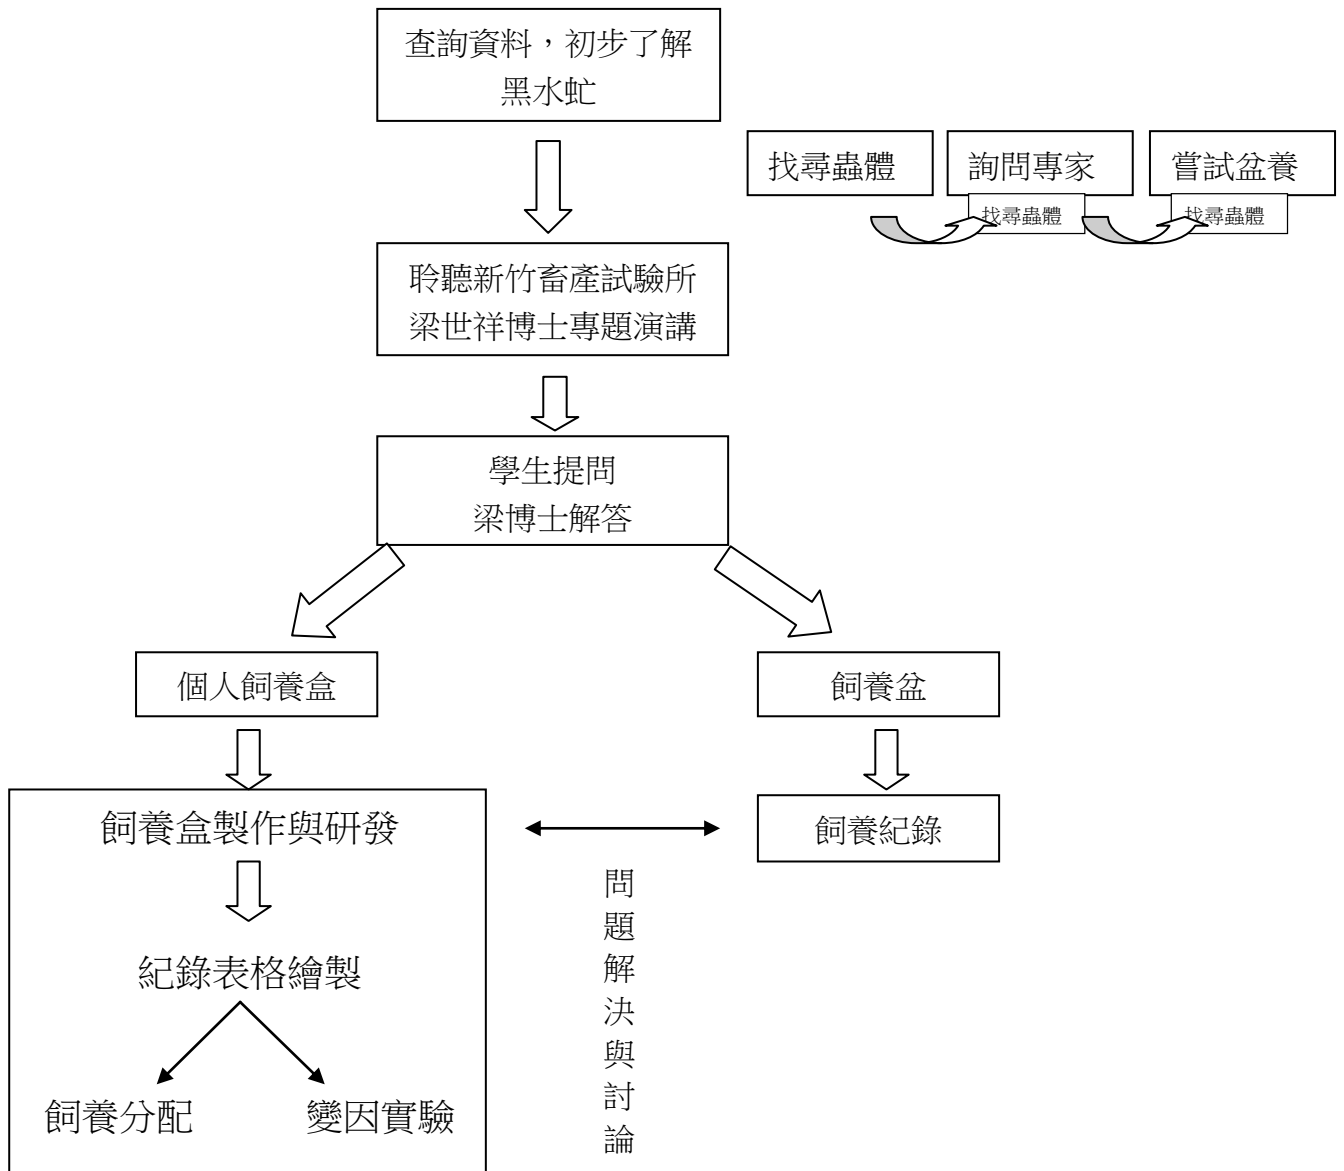 查詢資料，初步了解
黑水虻
找尋蟲體
詢問專家
嘗試盆養
找尋蟲體
找尋蟲體
聆聽新竹畜產試驗所
梁世祥博士專題演講
學生提問
梁博士解答
個人飼養盒
飼養盆
飼養盒製作與研發
飼養紀錄
紀錄表格繪製
飼養分配
變因實驗
問題解決與討論